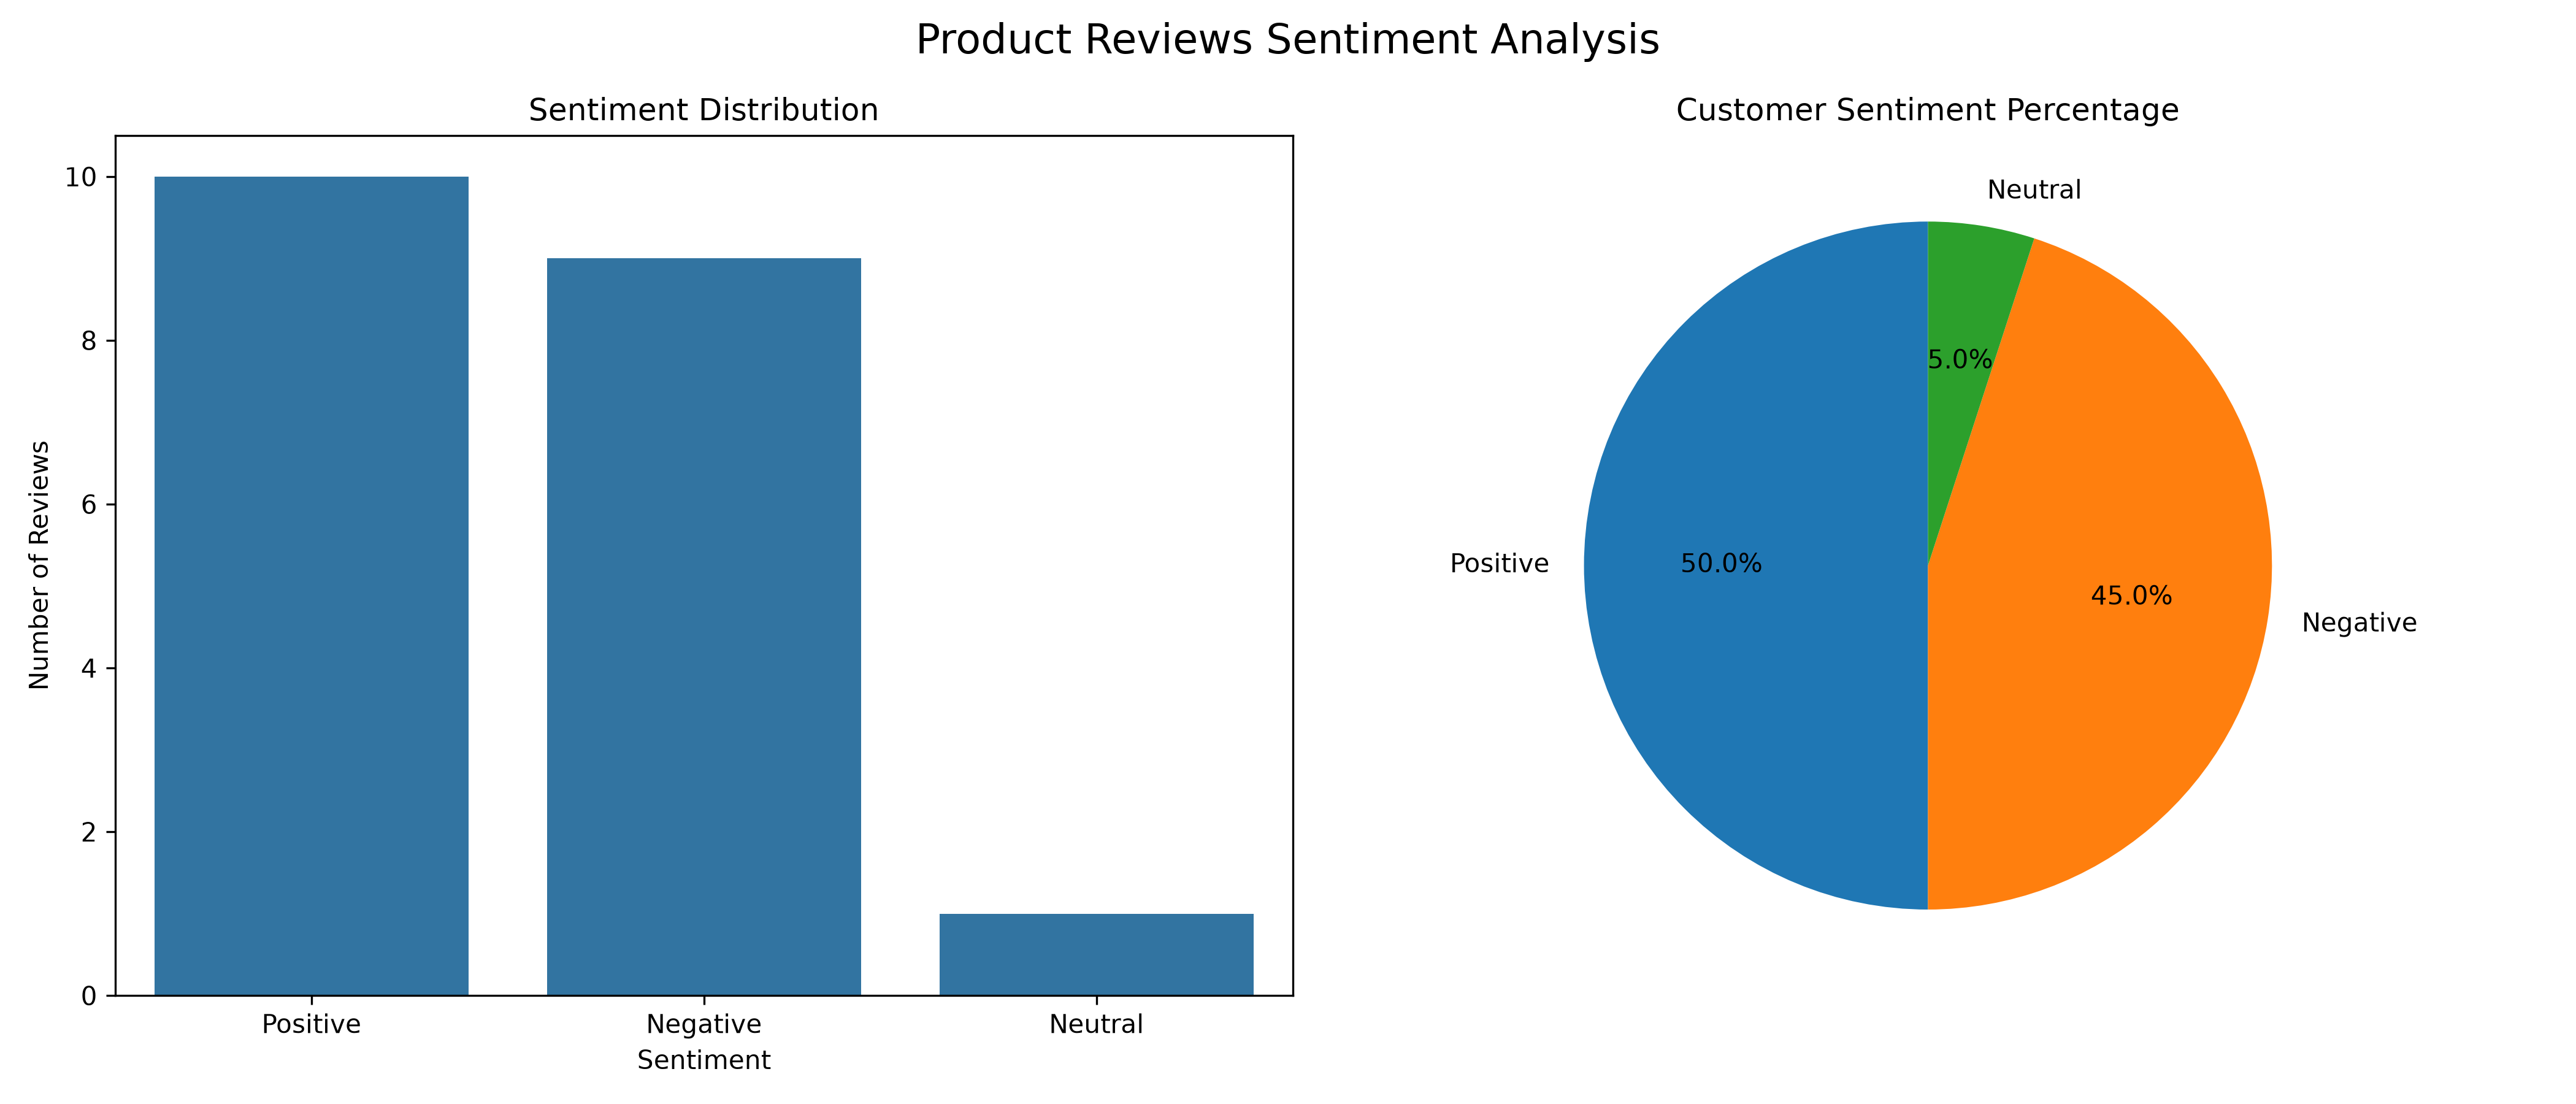 Product Reviews Sentiment Analysis
Sentiment Distribution
10
8
6
4
2
0
Number of Reviews
Positive
Negative
Neutral
Sentiment
Customer Sentiment Percentage
Neutral
5.0%
Positive
50.0%
45.0%
Negative